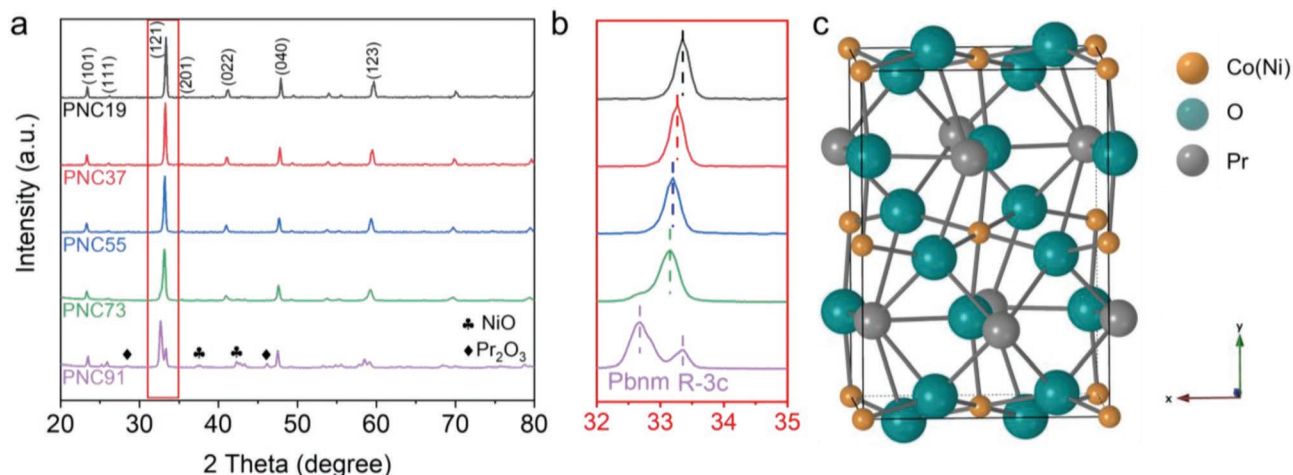 a
b
c
(101)
(111)
(121)
(201)
(022)
(040)
(123)
PNC19
PNC37
PNC55
PNC73
PNC91
♣ NiO
♦ Pr₂O₃
Intensity (a.u.)
20 30 40 50 60 70 80
2 Theta (degree)
Pbnm R-3c
32 33 34 35
Co(Ni)
O
Pr
y
x